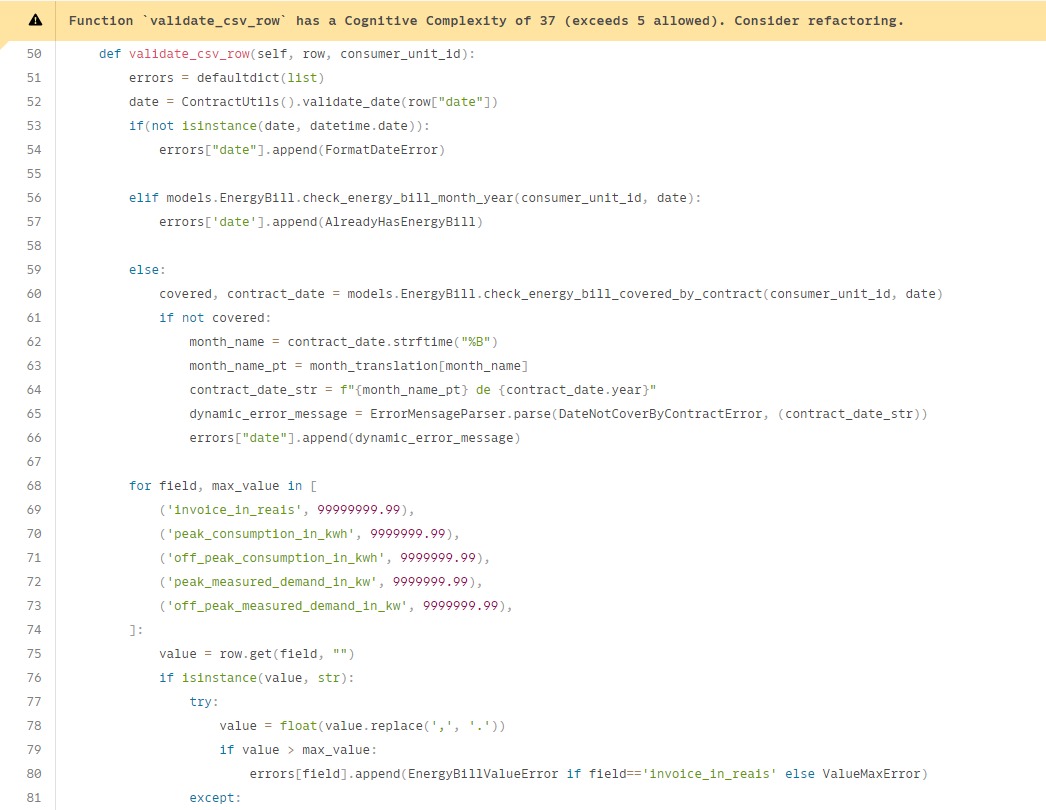 Function `validate_csv_row` has a Cognitive Complexity of 37 (exceeds 5 allowed). Consider refactoring.
50 def validate_csv_row(self, row, consumer_unit_id):
51 errors = defaultdict(list)
52 date = ContractUtils().validate_date(row["date"])
53 if(not isinstance(date, datetime.date)):
54 errors["date"].append(FormatDateError)
55
56 elif models.EnergyBill.check_energy_bill_month_year(consumer_unit_id, date):
57 errors['date'].append(AlreadyHasEnergyBill)
58
59 else:
60 covered, contract_date = models.EnergyBill.check_energy_bill_covered_by_contract(consumer_unit_id, date)
61 if not covered:
62 month_name = contract_date.strftime("%B")
63 month_name_pt = month_translation[month_name]
64 contract_date_str = f"{month_name_pt} de {contract_date.year}"
65 dynamic_error_message = ErrorMensageParser.parse(DateNotCoverByContractError, (contract_date_str))
66 errors["date"].append(dynamic_error_message)
67
68 for field, max_value in [
69 ('invoice_in_reais', 99999999.99),
70 ('peak_consumption_in_kwh', 9999999.99),
71 ('off_peak_consumption_in_kwh', 9999999.99),
72 ('peak_measured_demand_in_kw', 9999999.99),
73 ('off_peak_measured_demand_in_kw', 9999999.99),
74 ]:
75 value = row.get(field, "")
76 if isinstance(value, str):
77 try:
78 value = float(value.replace(',', '.'))
79 if value > max_value:
80 errors[field].append(EnergyBillValueError if field=='invoice_in_reais' else ValueMaxError)
81 except: